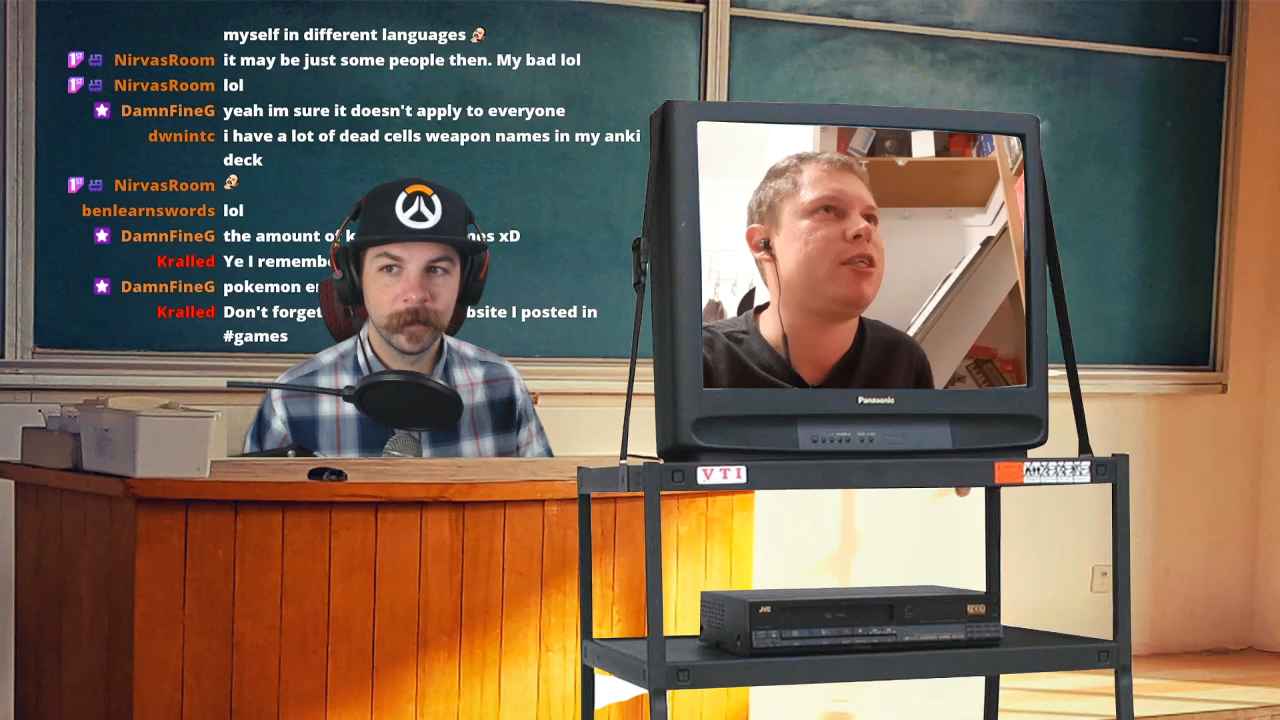 myself in different languages
NirvasRoom it may be just some people then. My bad lol
NirvasRoom lol
DamnFineG yeah im sure it doesn't apply to everyone
dwnintc i have a lot of dead cells weapon names in my anki
deck
NirvasRoom
benlearnswords lol
DamnFineG the amount of es xD
Kralled Ye I rememb
DamnFineG pokemon
Kralled Don't forget bsite I posted in
#games
Panasonic
VTI
JVC